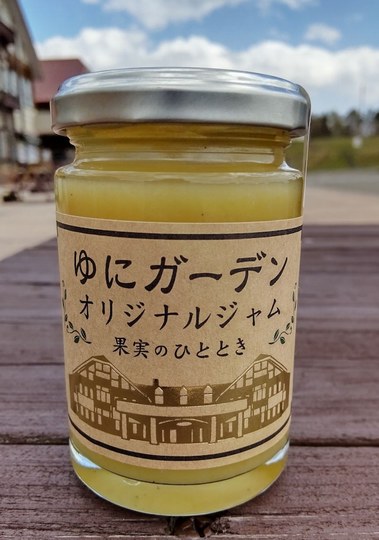 ゆにガーデン
オリジナルジャム
果実のひととき